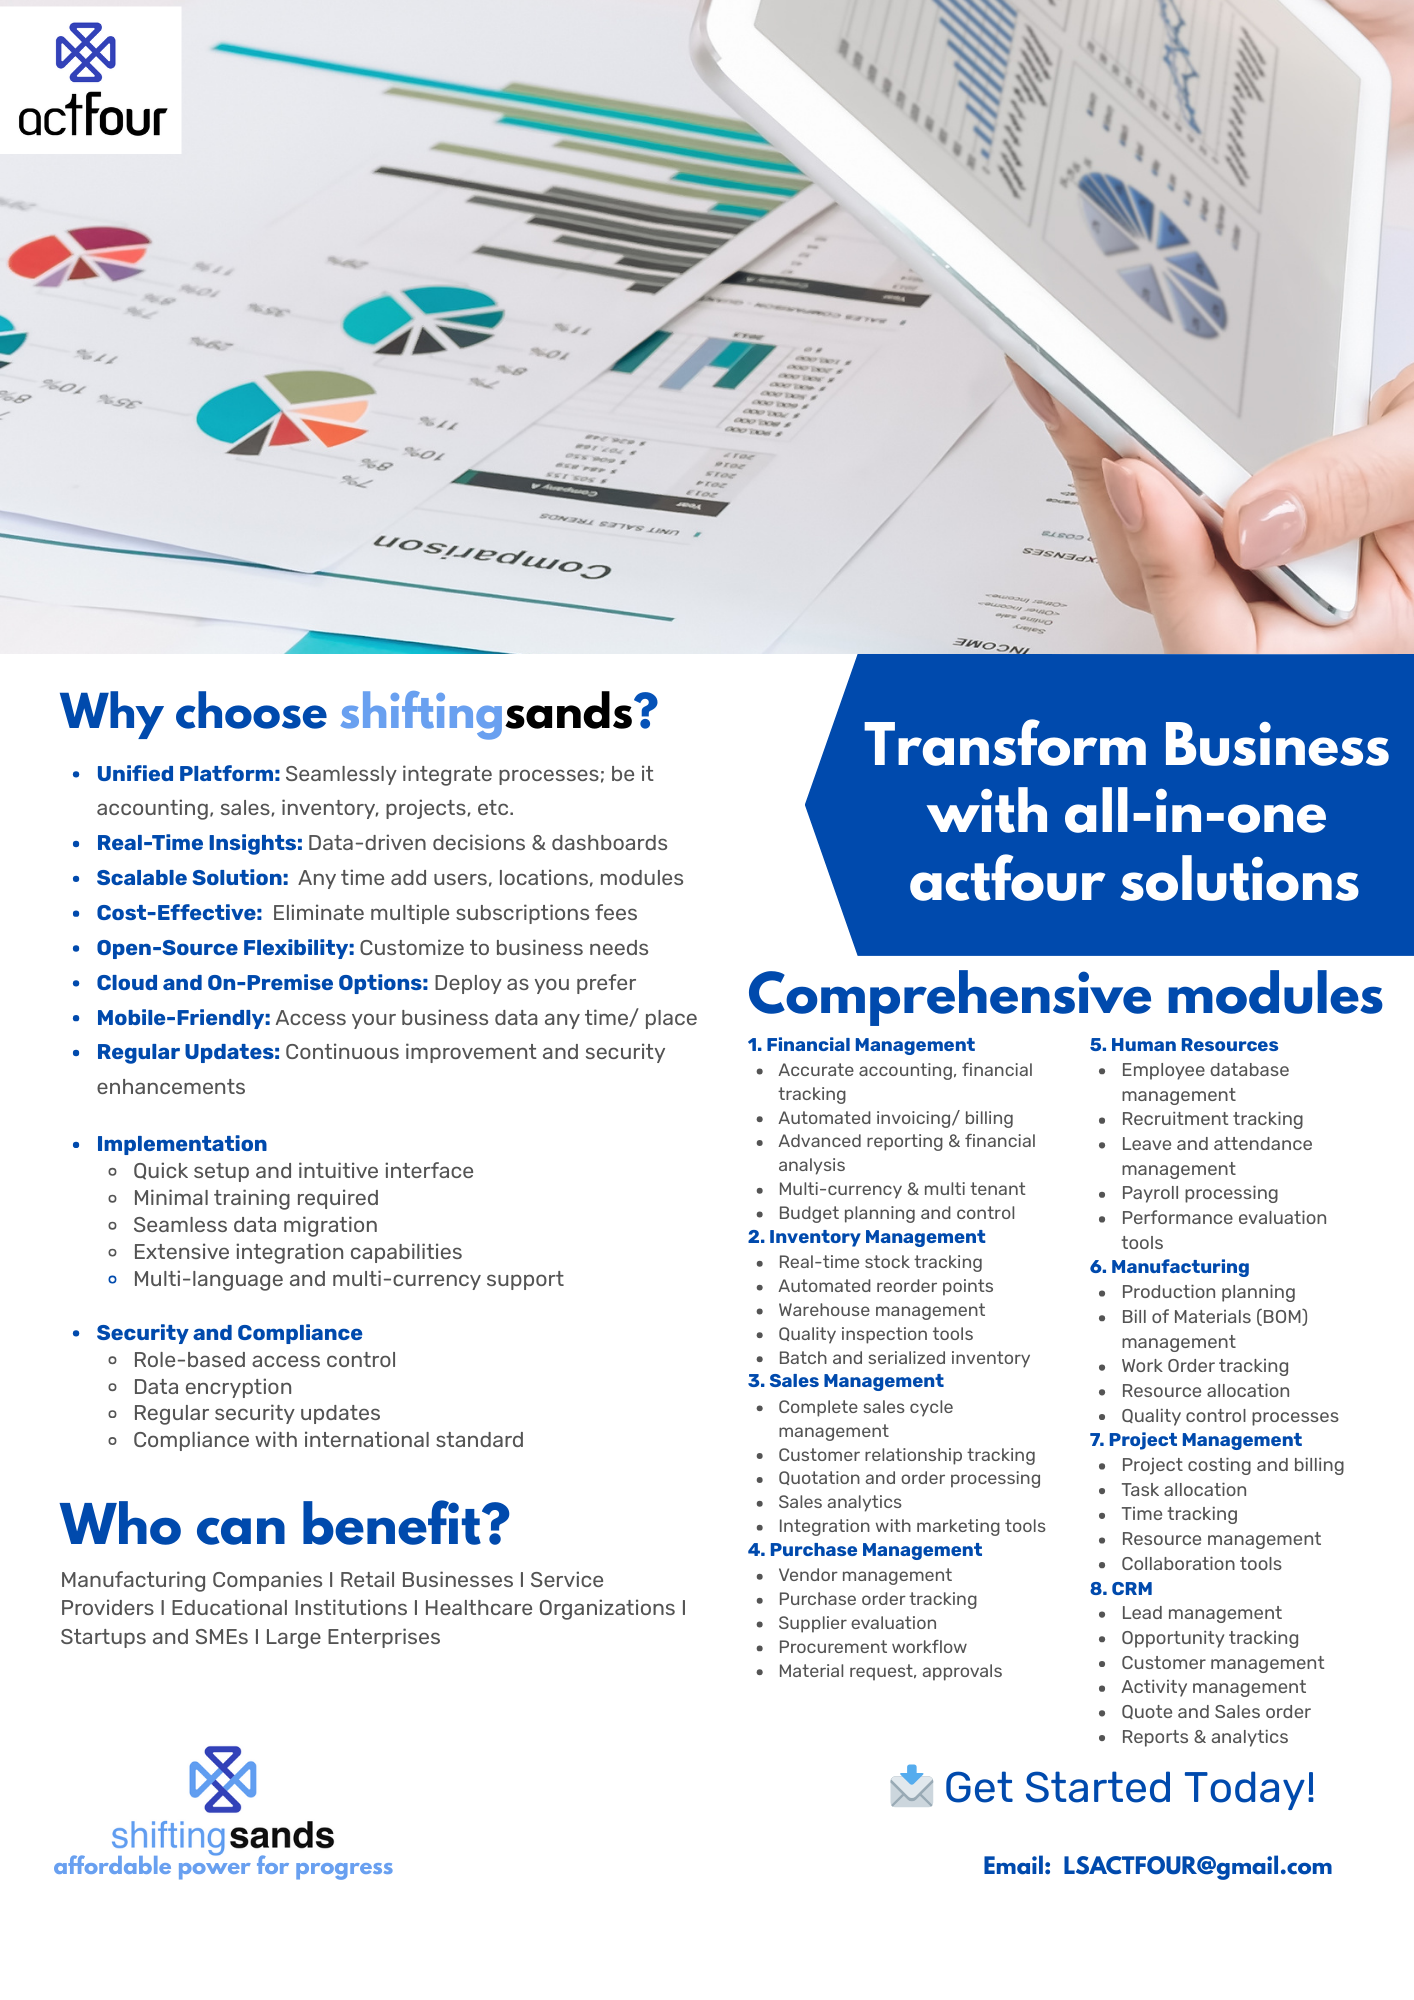 actfour
Comparison
UNIT SALES TRENDS
Company A
Year
EXPENSES
INCOME
Why choose shiftingsands?
• Unified Platform: Seamlessly integrate processes; be it
accounting, sales, inventory, projects, etc.
• Real-Time Insights: Data-driven decisions & dashboards
• Scalable Solution: Any time add users, locations, modules
• Cost-Effective: Eliminate multiple subscriptions fees
• Open-Source Flexibility: Customize to business needs
• Cloud and On-Premise Options: Deploy as you prefer
• Mobile-Friendly: Access your business data any time/ place
• Regular Updates: Continuous improvement and security
enhancements
• Implementation
Quick setup and intuitive interface
Minimal training required
Seamless data migration
Extensive integration capabilities
Multi-language and multi-currency support
• Security and Compliance
Role-based access control
Data encryption
Regular security updates
Compliance with international standard
Who can benefit?
Manufacturing Companies I Retail Businesses I Service
Providers I Educational Institutions I Healthcare Organizations I
Startups and SMEs I Large Enterprises
shiftingsands
affordable power for progress
Transform Business
with all-in-one
actfour solutions
Comprehensive modules
1. Financial Management
• Accurate accounting, financial
tracking
• Automated invoicing/ billing
• Advanced reporting & financial
analysis
• Multi-currency & multi tenant
• Budget planning and control
2. Inventory Management
• Real-time stock tracking
• Automated reorder points
• Warehouse management
• Quality inspection tools
• Batch and serialized inventory
3. Sales Management
• Complete sales cycle
management
• Customer relationship tracking
• Quotation and order processing
• Sales analytics
• Integration with marketing tools
4. Purchase Management
• Vendor management
• Purchase order tracking
• Supplier evaluation
• Procurement workflow
• Material request, approvals
5. Human Resources
• Employee database
management
• Recruitment tracking
• Leave and attendance
management
• Payroll processing
• Performance evaluation
tools
6. Manufacturing
• Production planning
• Bill of Materials (BOM)
management
• Work Order tracking
• Resource allocation
• Quality control processes
7. Project Management
• Project costing and billing
• Task allocation
• Time tracking
• Resource management
• Collaboration tools
8. CRM
• Lead management
• Opportunity tracking
• Customer management
• Activity management
• Quote and Sales order
• Reports & analytics
Get Started Today!
Email: LSACTFOUR@gmail.com